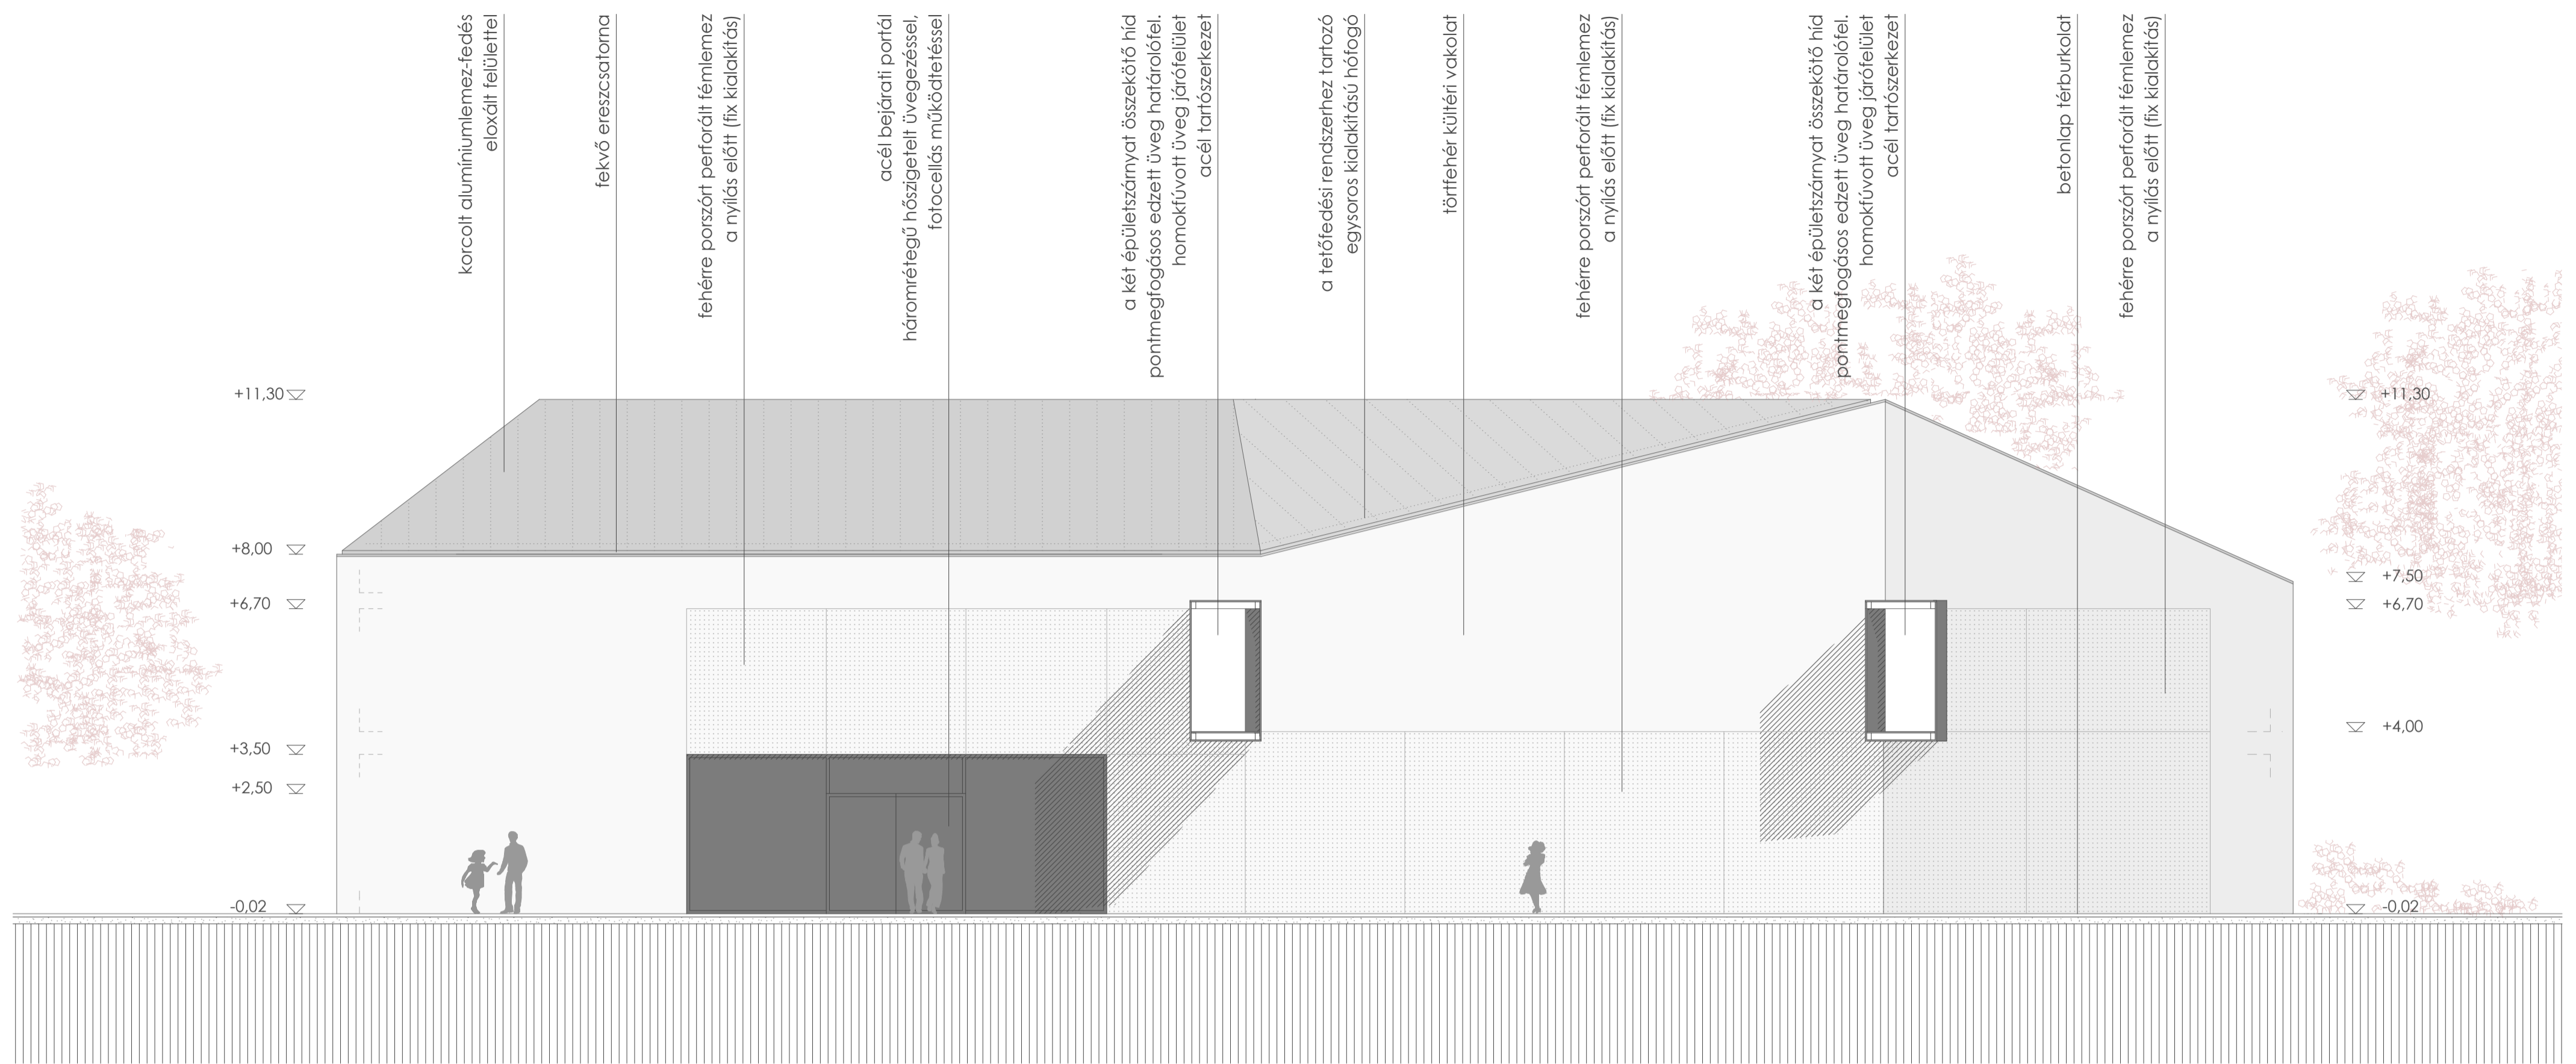 korcolt alumíniumlemez-fedés
eloxált felülettel
fekvő ereszcsatorna
fehérre porszórt perforált fémlemez
a nyílás előtt (fix kialakítás)
acél bejárati portál
háromrétegű hőszigetelt üvegezéssel,
fotocellás működtetéssel
a két épületszárnyat összekötő híd
pontmegfogásos edzett üveg határolófel.
homokfúvott üveg járófelület
acél tartószerkezet
a tetőfedési rendszerhez tartozó
egysoros kialakítású hófogó
törtfehér kültéri vakolat
fehérre porszórt perforált fémlemez
a nyílás előtt (fix kialakítás)
a két épületszárnyat összekötő híd
pontmegfogásos edzett üveg határolófel.
homokfúvott üveg járófelület
acél tartószerkezet
betonlap térburkolat
fehérre porszórt perforált fémlemez
a nyílás előtt (fix kialakítás)
+11,30
+8,00
+6,70
+3,50
+2,50
-0,02
+11,30
+7,50
+6,70
+4,00
-0,02